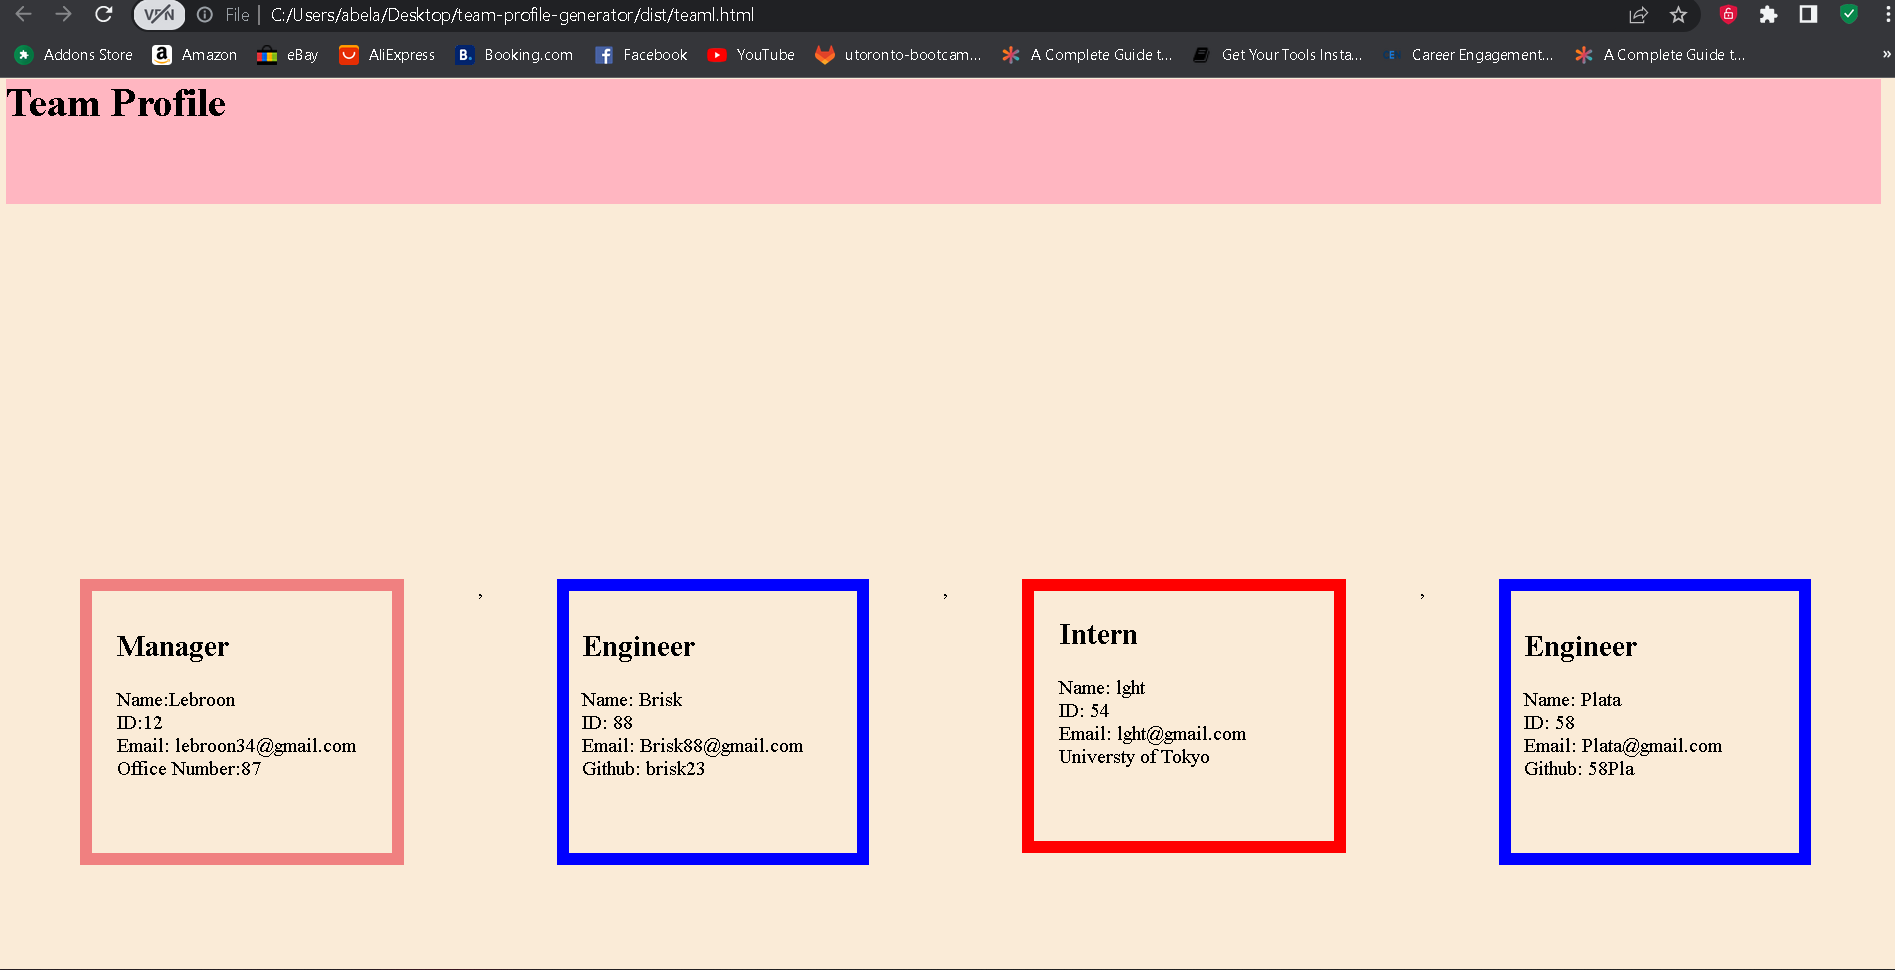 VPN File C:/Users/abela/Desktop/team-profile-generator/dist/teaml.html
Addons Store Amazon eBay AliExpress B. Booking.com Facebook YouTube utoronto-bootcam... A Complete Guide t... Get Your Tools Insta... E Career Engagement... A Complete Guide t... »
Team Profile
, , ,
Manager
Name:Lebroon
ID:12
Email: lebroon34@gmail.com
Office Number:87
Engineer
Name: Brisk
ID: 88
Email: Brisk88@gmail.com
Github: brisk23
Intern
Name: lght
ID: 54
Email: lght@gmail.com
Universty of Tokyo
Engineer
Name: Plata
ID: 58
Email: Plata@gmail.com
Github: 58Pla